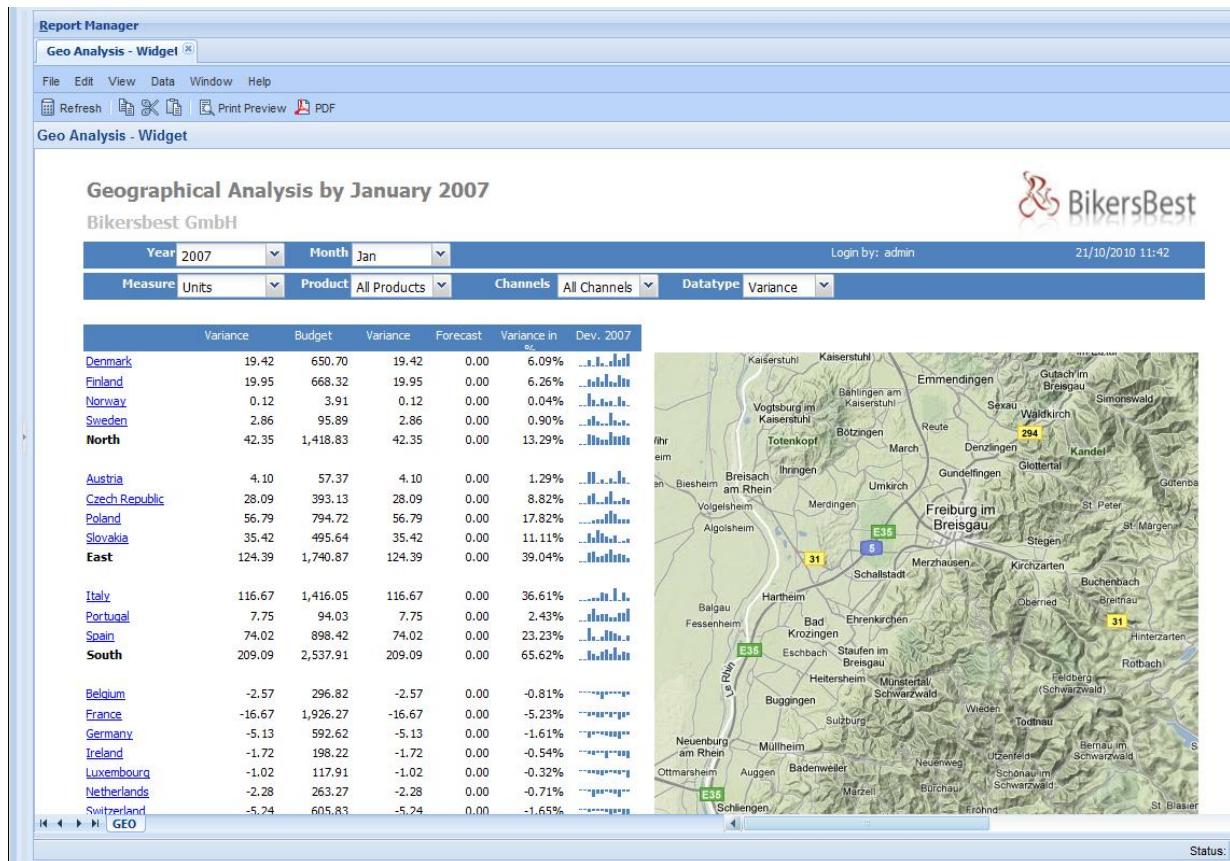 Report Manager
Geo Analysis - Widget
File Edit View Data Window Help
Refresh Print Preview PDF
Geo Analysis - Widget
Geographical Analysis by January 2007
Bikersbest GmbH
BikersBest
Year 2007 Month Jan Login by: admin 21/10/2010 11:42
Measure Units Product All Products Channels All Channels Datatype Variance
Variance Budget Variance Forecast Variance in % Dev. 2007
Denmark 19.42 650.70 19.42 0.00 6.09%
Finland 19.95 668.32 19.95 0.00 6.26%
Norway 0.12 3.91 0.12 0.00 0.04%
Sweden 2.86 95.89 2.86 0.00 0.90%
North 42.35 1,418.83 42.35 0.00 13.29%
Austria 4.10 57.37 4.10 0.00 1.29%
Czech Republic 28.09 393.13 28.09 0.00 8.82%
Poland 56.79 794.72 56.79 0.00 17.82%
Slovakia 35.42 495.64 35.42 0.00 11.11%
East 124.39 1,740.87 124.39 0.00 39.04%
Italy 116.67 1,416.05 116.67 0.00 36.61%
Portugal 7.75 94.03 7.75 0.00 2.43%
Spain 74.02 898.42 74.02 0.00 23.23%
South 209.09 2,537.91 209.09 0.00 65.62%
Belgium -2.57 296.82 -2.57 0.00 -0.81%
France -16.67 1,926.27 -16.67 0.00 -5.23%
Germany -5.13 592.62 -5.13 0.00 -1.61%
Ireland -1.72 198.22 -1.72 0.00 -0.54%
Luxembourg -1.02 117.91 -1.02 0.00 -0.32%
Netherlands -2.28 263.27 -2.28 0.00 -0.71%
Switzerland -5.24 605.83 -5.24 0.00 -1.65%
Kaiserstuhl Kaiserstuhl
Emmendingen Gutach im
Breisgau
Bahlingen am
Kaiserstuhl
Simonswald
Vogtsburg im
Kaiserstuhl
Sexau
Waldkirch
Reute
Bötzingen 294
Totenkopf
March Denzlingen Kandel
Glottertal
Ihringen Gundelfingen
Breisach
am Rhein
Biesheim Umkirch
Volgelsheim Merdingen
Freiburg im
Breisgau
St. Peter
Algolsheim
E35
St. Märgen
Stegen
5
31
Merzhausen Kirchzarten
Schallstadt
Buchenbach
Hartheim
Oberried Breitnau
Balgau
Fessenheim
Ehrenkirchen
Bad
Krozingen
31
Hinterzarten
E35
Eschbach
Staufen im
Breisgau
Rotbach
Le Rhin
Heitersheim
Münstertal/
Schwarzwald
Feldberg
(Schwarzwald)
Buggingen
Wieden
Sulzburg
Todtnau
Neuenburg
am Rhein
Müllheim
Bernau im
Schwarzwald
Utzenfeld
Neuenweg
Ottmarsheim Auggen Badenweiler
Schönau im
Schwarzwald
Marzell Bürchau
E35
Schliengen
Fröhnd
St. Blasien
GEO
Status: